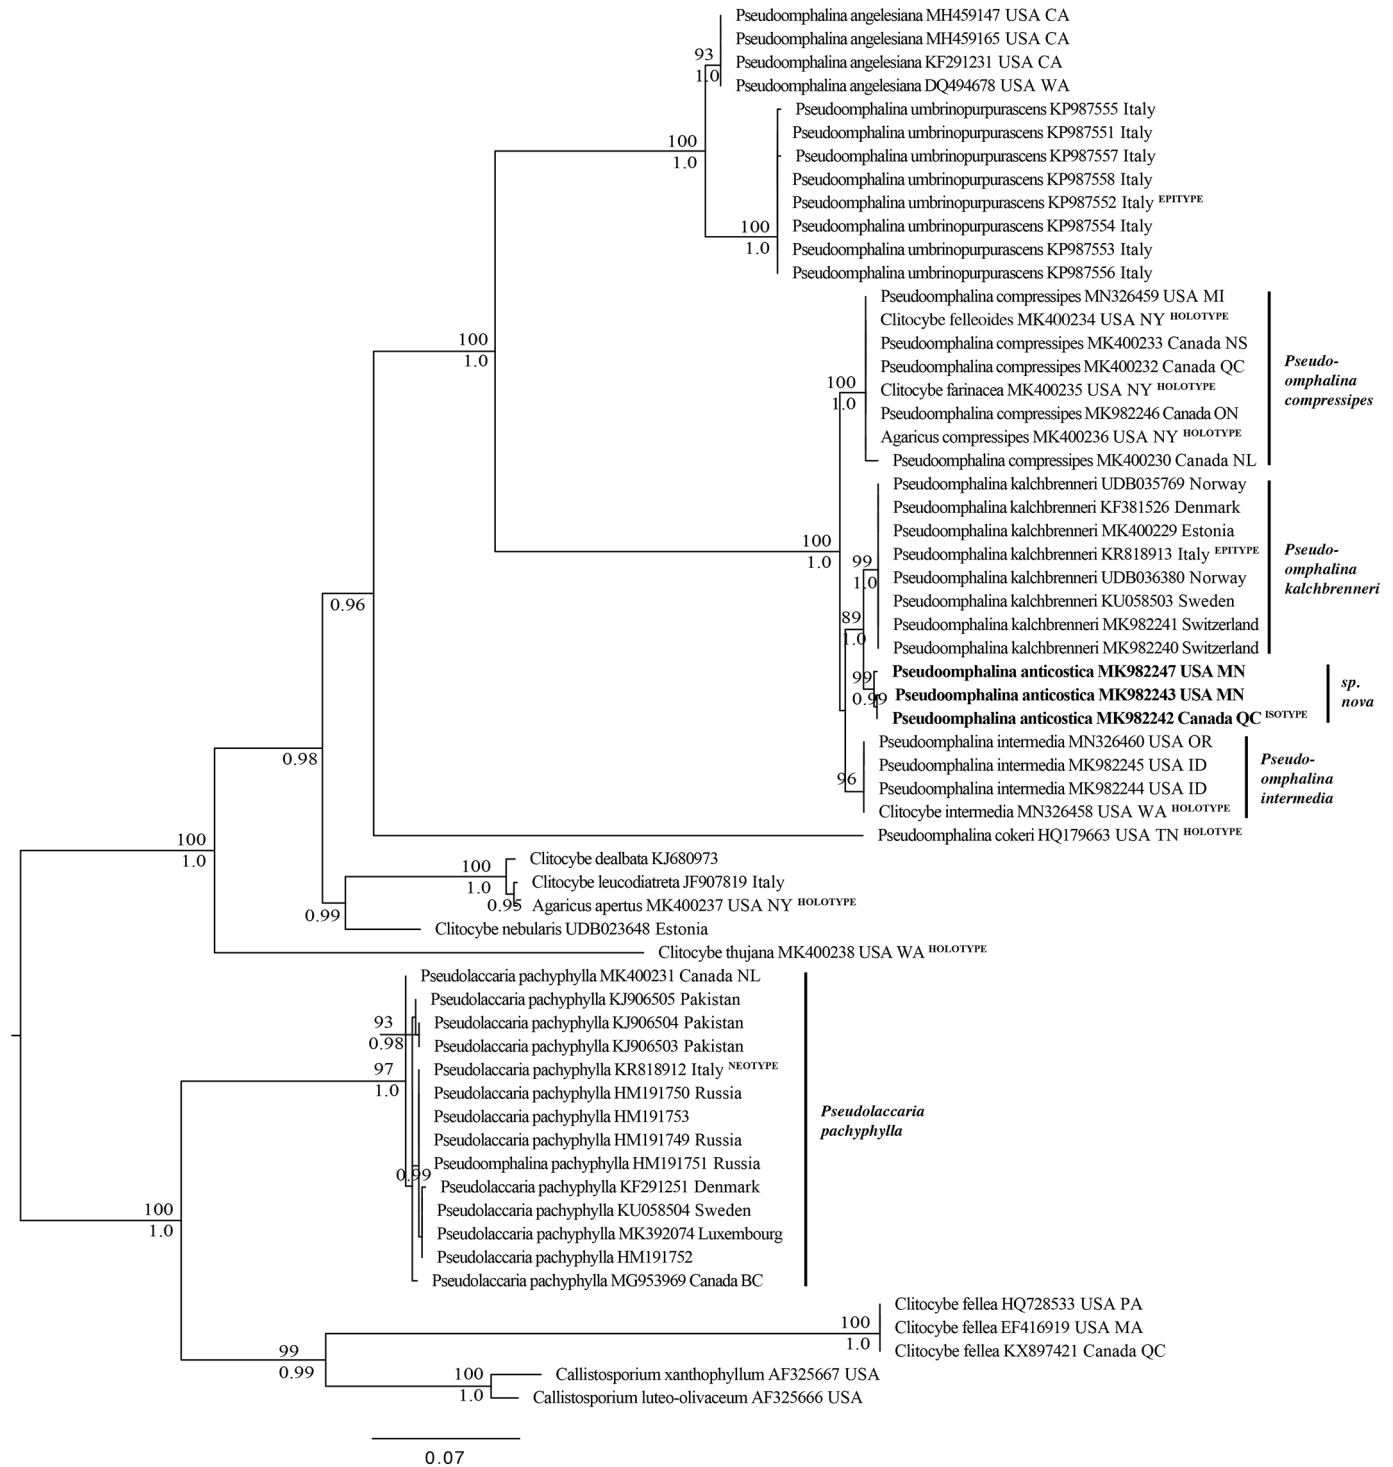 Pseudoomphalina angelesiana MH459147 USA CA
Pseudoomphalina angelesiana MH459165 USA CA
93
Pseudoomphalina angelesiana KF291231 USA CA
1.0
Pseudoomphalina angelesiana DQ494678 USA WA
Pseudoomphalina umbrinopurpurascens KP987555 Italy
Pseudoomphalina umbrinopurpurascens KP987551 Italy
100
Pseudoomphalina umbrinopurpurascens KP987557 Italy
1.0
Pseudoomphalina umbrinopurpurascens KP987558 Italy
Pseudoomphalina umbrinopurpurascens KP987552 Italy EPITYPE
100
Pseudoomphalina umbrinopurpurascens KP987554 Italy
1.0
Pseudoomphalina umbrinopurpurascens KP987553 Italy
Pseudoomphalina umbrinopurpurascens KP987556 Italy
Pseudoomphalina compressipes MN326459 USA MI
Clitocybe felleoides MK400234 USA NY HOLOTYPE
100
Pseudoomphalina compressipes MK400233 Canada NS
1.0
Pseudoomphalina compressipes MK400232 Canada QC
100
Clitocybe farinacea MK400235 USA NY HOLOTYPE
1.0
Pseudoomphalina compressipes MK982246 Canada ON
Agaricus compressipes MK400236 USA NY HOLOTYPE
Pseudoomphalina compressipes MK400230 Canada NL
Pseudo-
omphalina
compressipes
Pseudoomphalina kalchbrenneri UDB035769 Norway
Pseudoomphalina kalchbrenneri KF381526 Denmark
Pseudoomphalina kalchbrenneri MK400229 Estonia
100
1.0
Pseudoomphalina kalchbrenneri KR818913 Italy EPITYPE
99
1.0
Pseudoomphalina kalchbrenneri UDB036380 Norway
Pseudoomphalina kalchbrenneri KU058503 Sweden
Pseudoomphalina kalchbrenneri MK982241 Switzerland
Pseudoomphalina kalchbrenneri MK982240 Switzerland
Pseudo-
omphalina
kalchbrenneri
0.96
89
1.0
Pseudoomphalina anticostica MK982247 USA MN
99
0.99
Pseudoomphalina anticostica MK982243 USA MN
Pseudoomphalina anticostica MK982242 Canada QC ISOTYPE
sp.
nova
Pseudoomphalina intermedia MN326460 USA OR
0.98
Pseudoomphalina intermedia MK982245 USA ID
96
Pseudoomphalina intermedia MK982244 USA ID
Clitocybe intermedia MN326458 USA WA HOLOTYPE
Pseudo-
omphalina
intermedia
Pseudoomphalina cokeri HQ179663 USA TN HOLOTYPE
100
1.0
Clitocybe dealbata KJ680973
100
1.0
Clitocybe leucodiatreta JF907819 Italy
0.95
Agaricus apertus MK400237 USA NY HOLOTYPE
0.99
Clitocybe nebularis UDB023648 Estonia
Clitocybe thujana MK400238 USA WA HOLOTYPE
Pseudolaccaria pachyphylla MK400231 Canada NL
Pseudolaccaria pachyphylla KJ906505 Pakistan
93
Pseudolaccaria pachyphylla KJ906504 Pakistan
0.98
Pseudolaccaria pachyphylla KJ906503 Pakistan
97
Pseudolaccaria pachyphylla KR818912 Italy NEOTYPE
1.0
Pseudolaccaria pachyphylla HM191750 Russia
Pseudolaccaria pachyphylla HM191753
Pseudolaccaria pachyphylla HM191749 Russia
Pseudoomphalina pachyphylla HM191751 Russia
0.99
Pseudolaccaria pachyphylla KF291251 Denmark
Pseudolaccaria pachyphylla KU058504 Sweden
Pseudolaccaria pachyphylla MK392074 Luxembourg
Pseudolaccaria pachyphylla HM191752
Pseudolaccaria pachyphylla MG953969 Canada BC
Pseudolaccaria
pachyphylla
100
1.0
Clitocybe fellea HQ728533 USA PA
100
Clitocybe fellea EF416919 USA MA
1.0
Clitocybe fellea KX897421 Canada QC
99
0.99
100
Callistosporium xanthophyllum AF325667 USA
1.0
Callistosporium luteo-olivaceum AF325666 USA
0.07